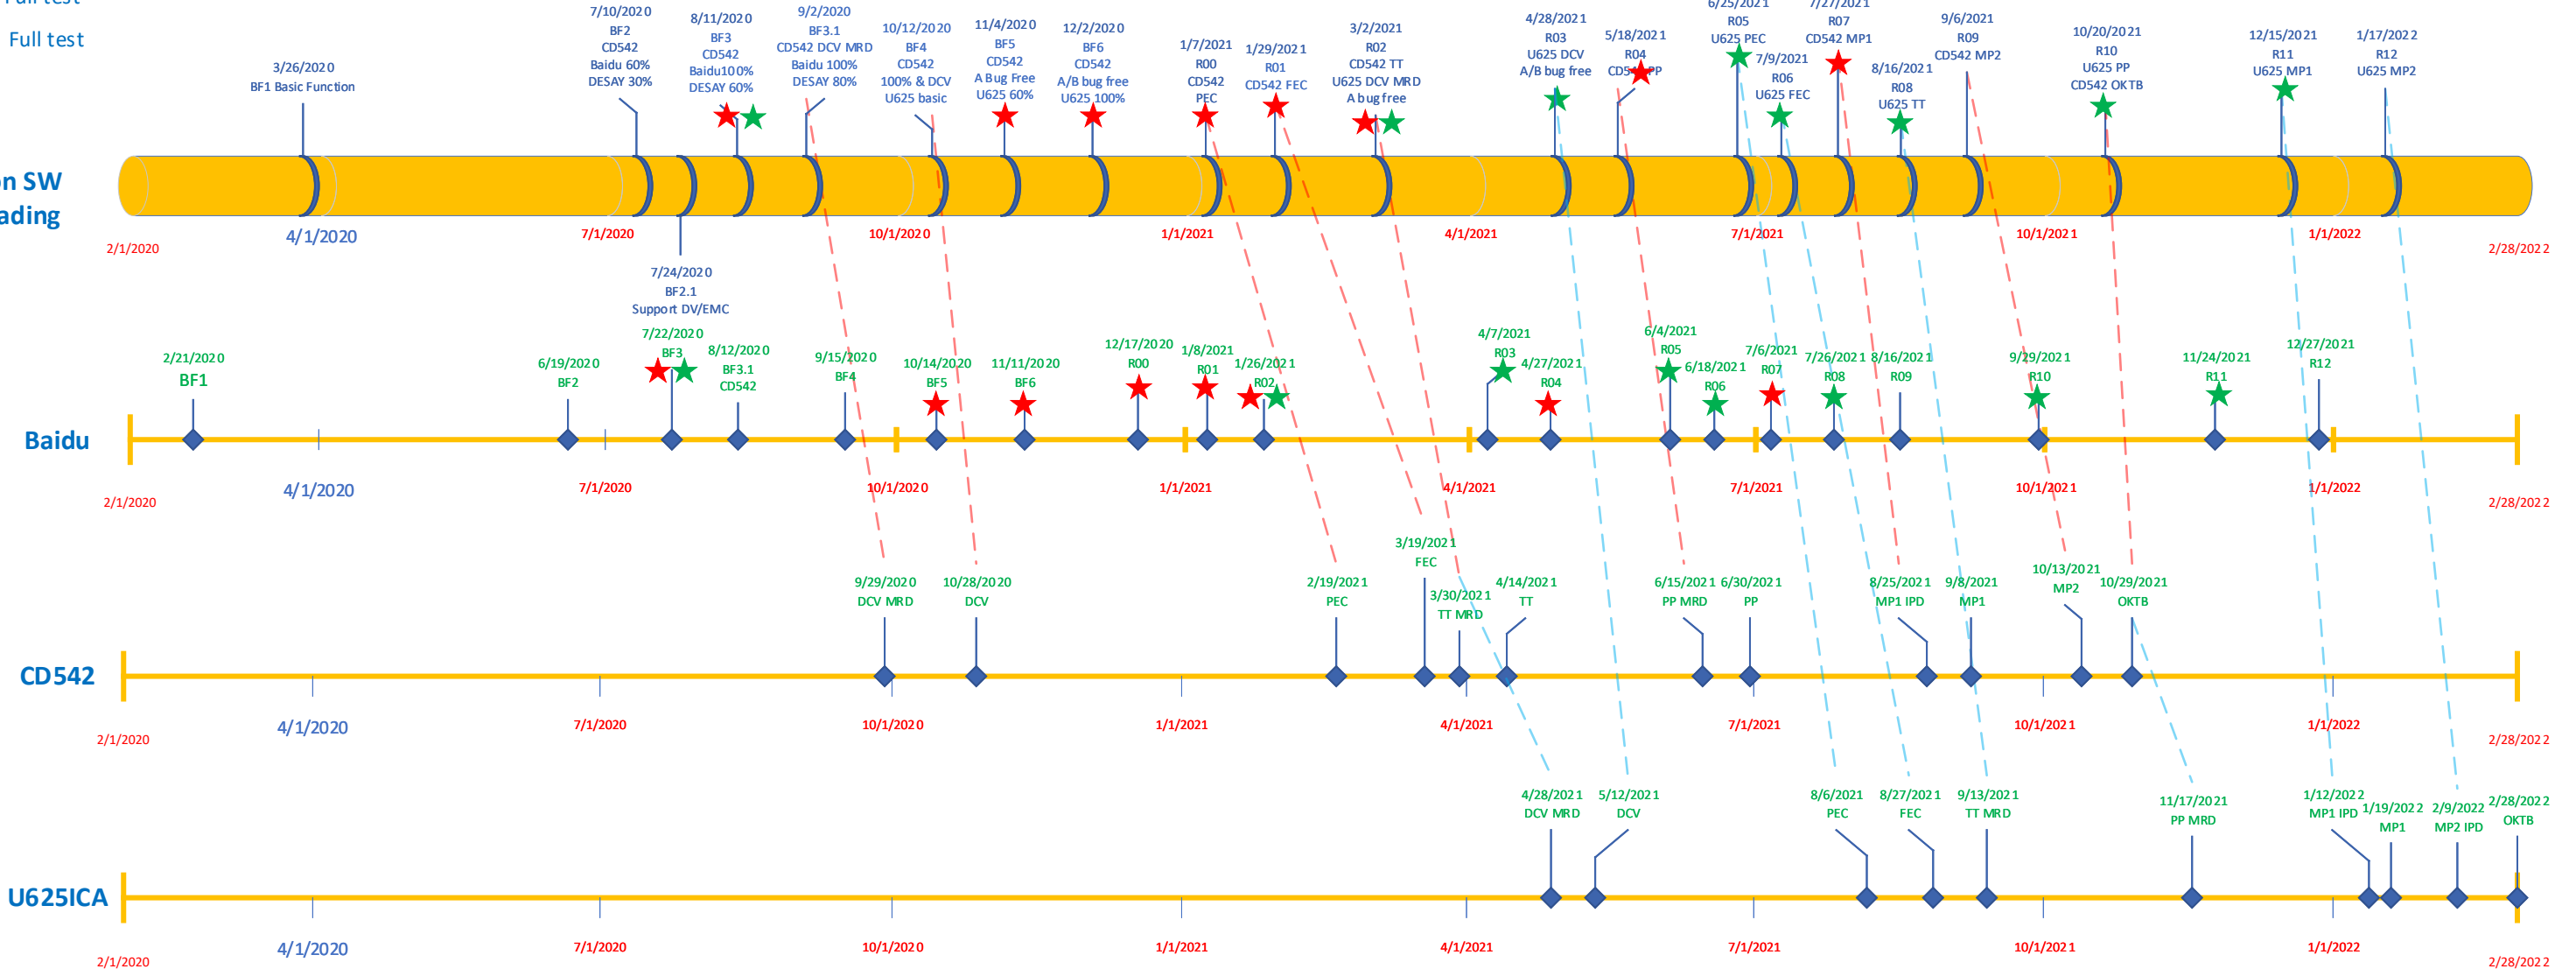 Full test
Full test
7/10/2020
BF2
CD542
Baidu 60%
DESAY 30%
8/11/2020
BF3
CD542
Baidu100%
DESAY 60%
9/2/2020
BF3.1
CD542 DCV MRD
Baidu 100%
DESAY 80%
10/12/2020
BF4
CD542
100% & DCV
U625 basic
11/4/2020
BF5
CD542
A Bug Free
U625 60%
12/2/2020
BF6
CD542
A/B bug free
U625 100%
1/7/2021
R00
CD542
PEC
1/29/2021
R01
CD542 FEC
3/2/2021
R02
CD542 TT
U625 DCV MRD
A bug free
4/28/2021
R03
U625 DCV
A/B bug free
5/18/2021
R04
CD542 PP
6/25/2021
R05
U625 PEC
7/9/2021
R06
U625 FEC
7/27/2021
R07
CD542 MP1
8/16/2021
R08
U625 TT
9/6/2021
R09
CD542 MP2
10/20/2021
R10
U625 PP
CD542 OKTB
12/15/2021
R11
U625 MP1
1/17/2022
R12
U625 MP2
3/26/2020
BF1 Basic Function
on SW
ading
2/1/2020
4/1/2020
7/1/2020
10/1/2020
1/1/2021
4/1/2021
7/1/2021
10/1/2021
1/1/2022
2/28/2022
7/24/2020
BF2.1
Support DV/EMC
Baidu
2/21/2020
BF1
6/19/2020
BF2
7/22/2020
BF3
8/12/2020
BF3.1
CD542
9/15/2020
BF4
10/14/2020
BF5
11/11/2020
BF6
12/17/2020
R00
1/8/2021
R01
1/26/2021
R02
4/7/2021
R03
4/27/2021
R04
6/4/2021
R05
6/18/2021
R06
7/6/2021
R07
7/26/2021
R08
8/16/2021
R09
9/29/2021
R10
11/24/2021
R11
12/27/2021
R12
2/1/2020
4/1/2020
7/1/2020
10/1/2020
1/1/2021
4/1/2021
7/1/2021
10/1/2021
1/1/2022
2/28/2022
CD542
9/29/2020
DCV MRD
10/28/2020
DCV
2/19/2021
PEC
3/19/2021
FEC
3/30/2021
TT MRD
4/14/2021
TT
6/15/2021
PP MRD
6/30/2021
PP
8/25/2021
MP1 IPD
9/8/2021
MP1
10/13/2021
MP2
10/29/2021
OKTB
2/1/2020
4/1/2020
7/1/2020
10/1/2020
1/1/2021
4/1/2021
7/1/2021
10/1/2021
1/1/2022
2/28/2022
U625ICA
4/28/2021
DCV MRD
5/12/2021
DCV
8/6/2021
PEC
8/27/2021
FEC
9/13/2021
TT MRD
11/17/2021
PP MRD
1/12/2022
MP1 IPD
1/19/2022
MP1
2/9/2022
MP2 IPD
2/28/2022
OKTB
2/1/2020
4/1/2020
7/1/2020
10/1/2020
1/1/2021
4/1/2021
7/1/2021
10/1/2021
1/1/2022
2/28/2022